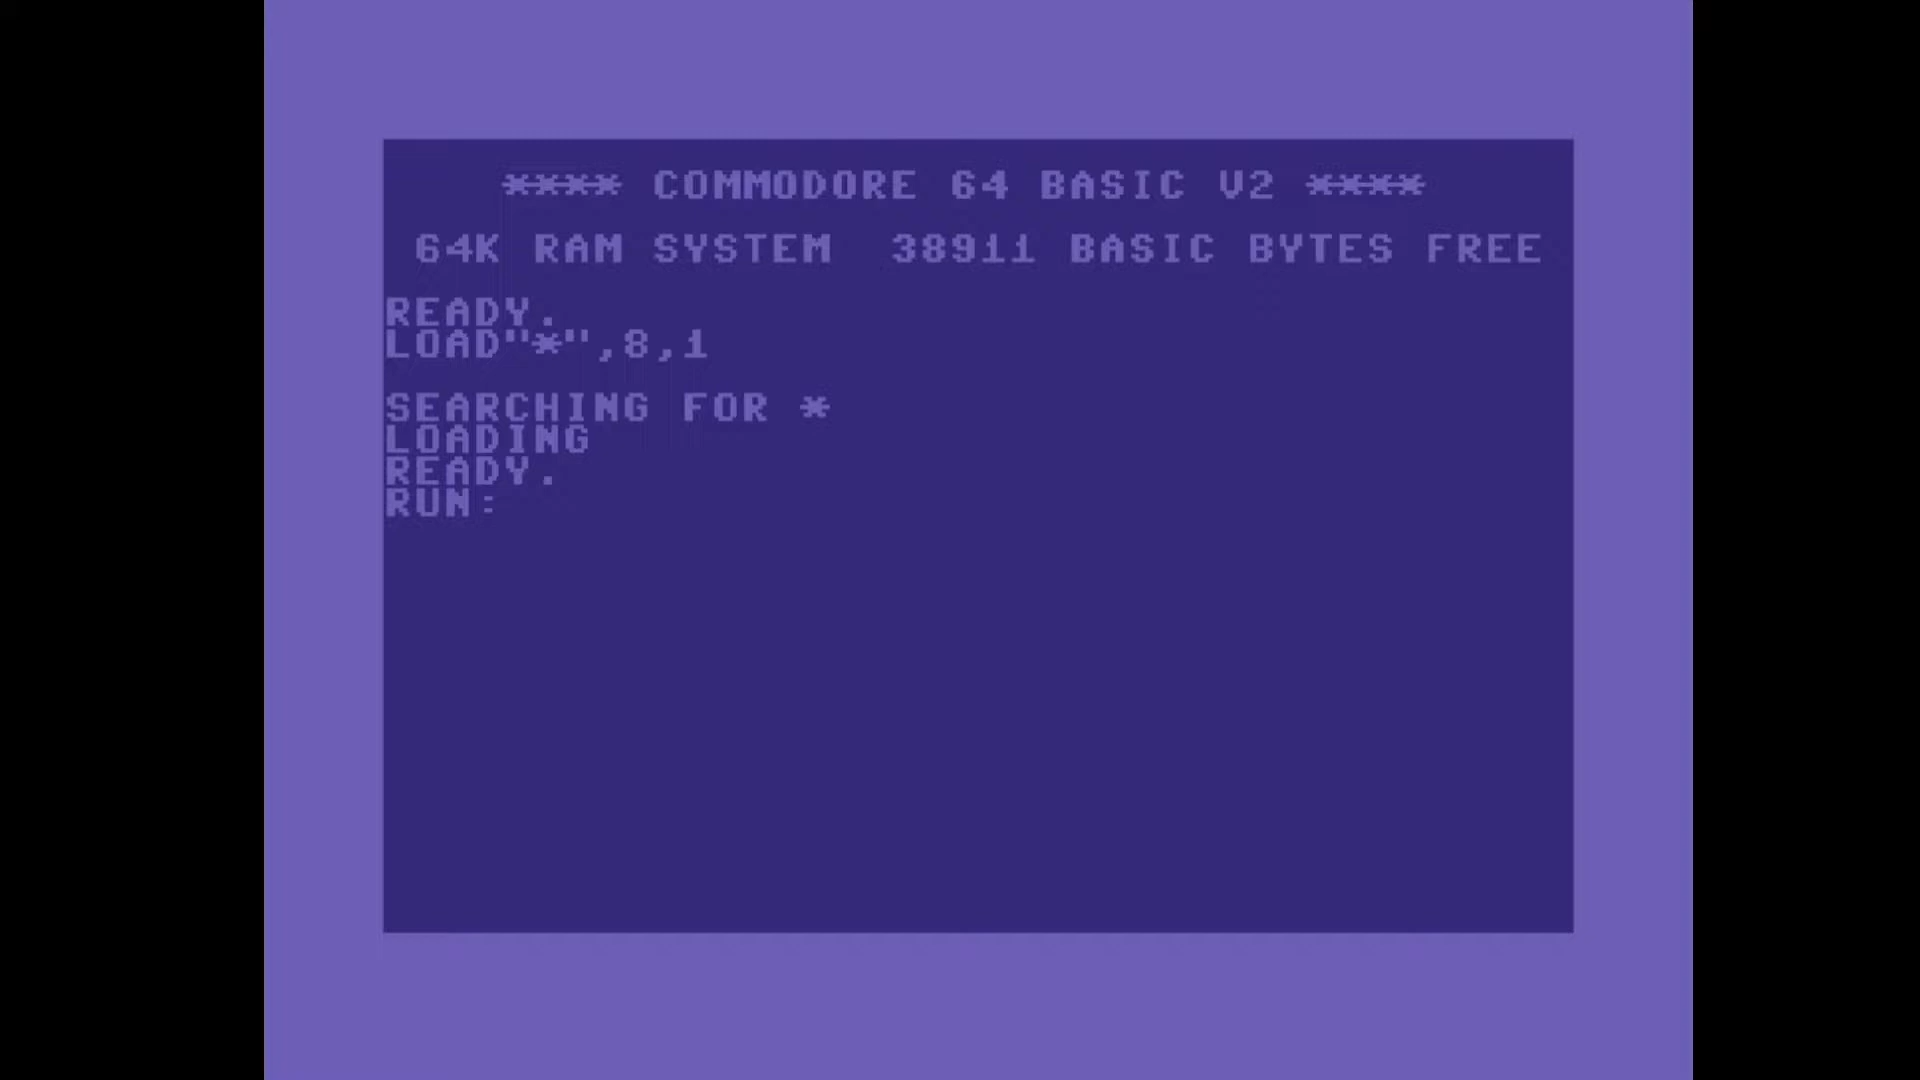 **** COMMODORE 64 BASIC V2 ****
64K RAM SYSTEM  38911 BASIC BYTES FREE
READY.
LOAD"*",8,1
SEARCHING FOR *
LOADING
READY.
RUN: